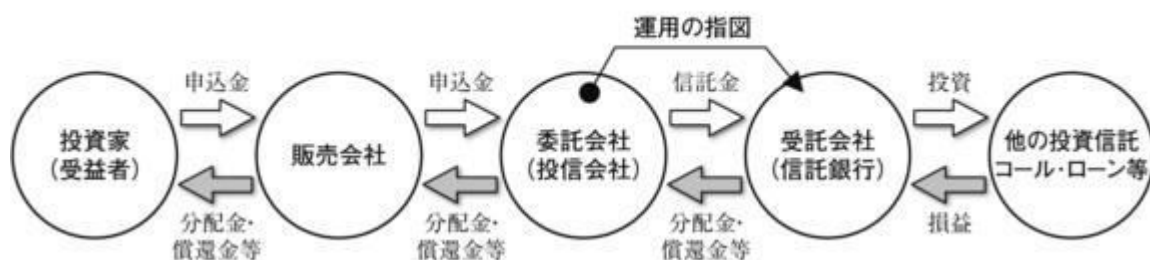 運用の指図
申込金
申込金
信託金
投資
投資家
(受益者)
販売会社
委託会社
(投信会社)
受託会社
(信託銀行)
他の投資信託
コール・ローン等
分配金・
償還金等
分配金・
償還金等
分配金・
償還金等
損益